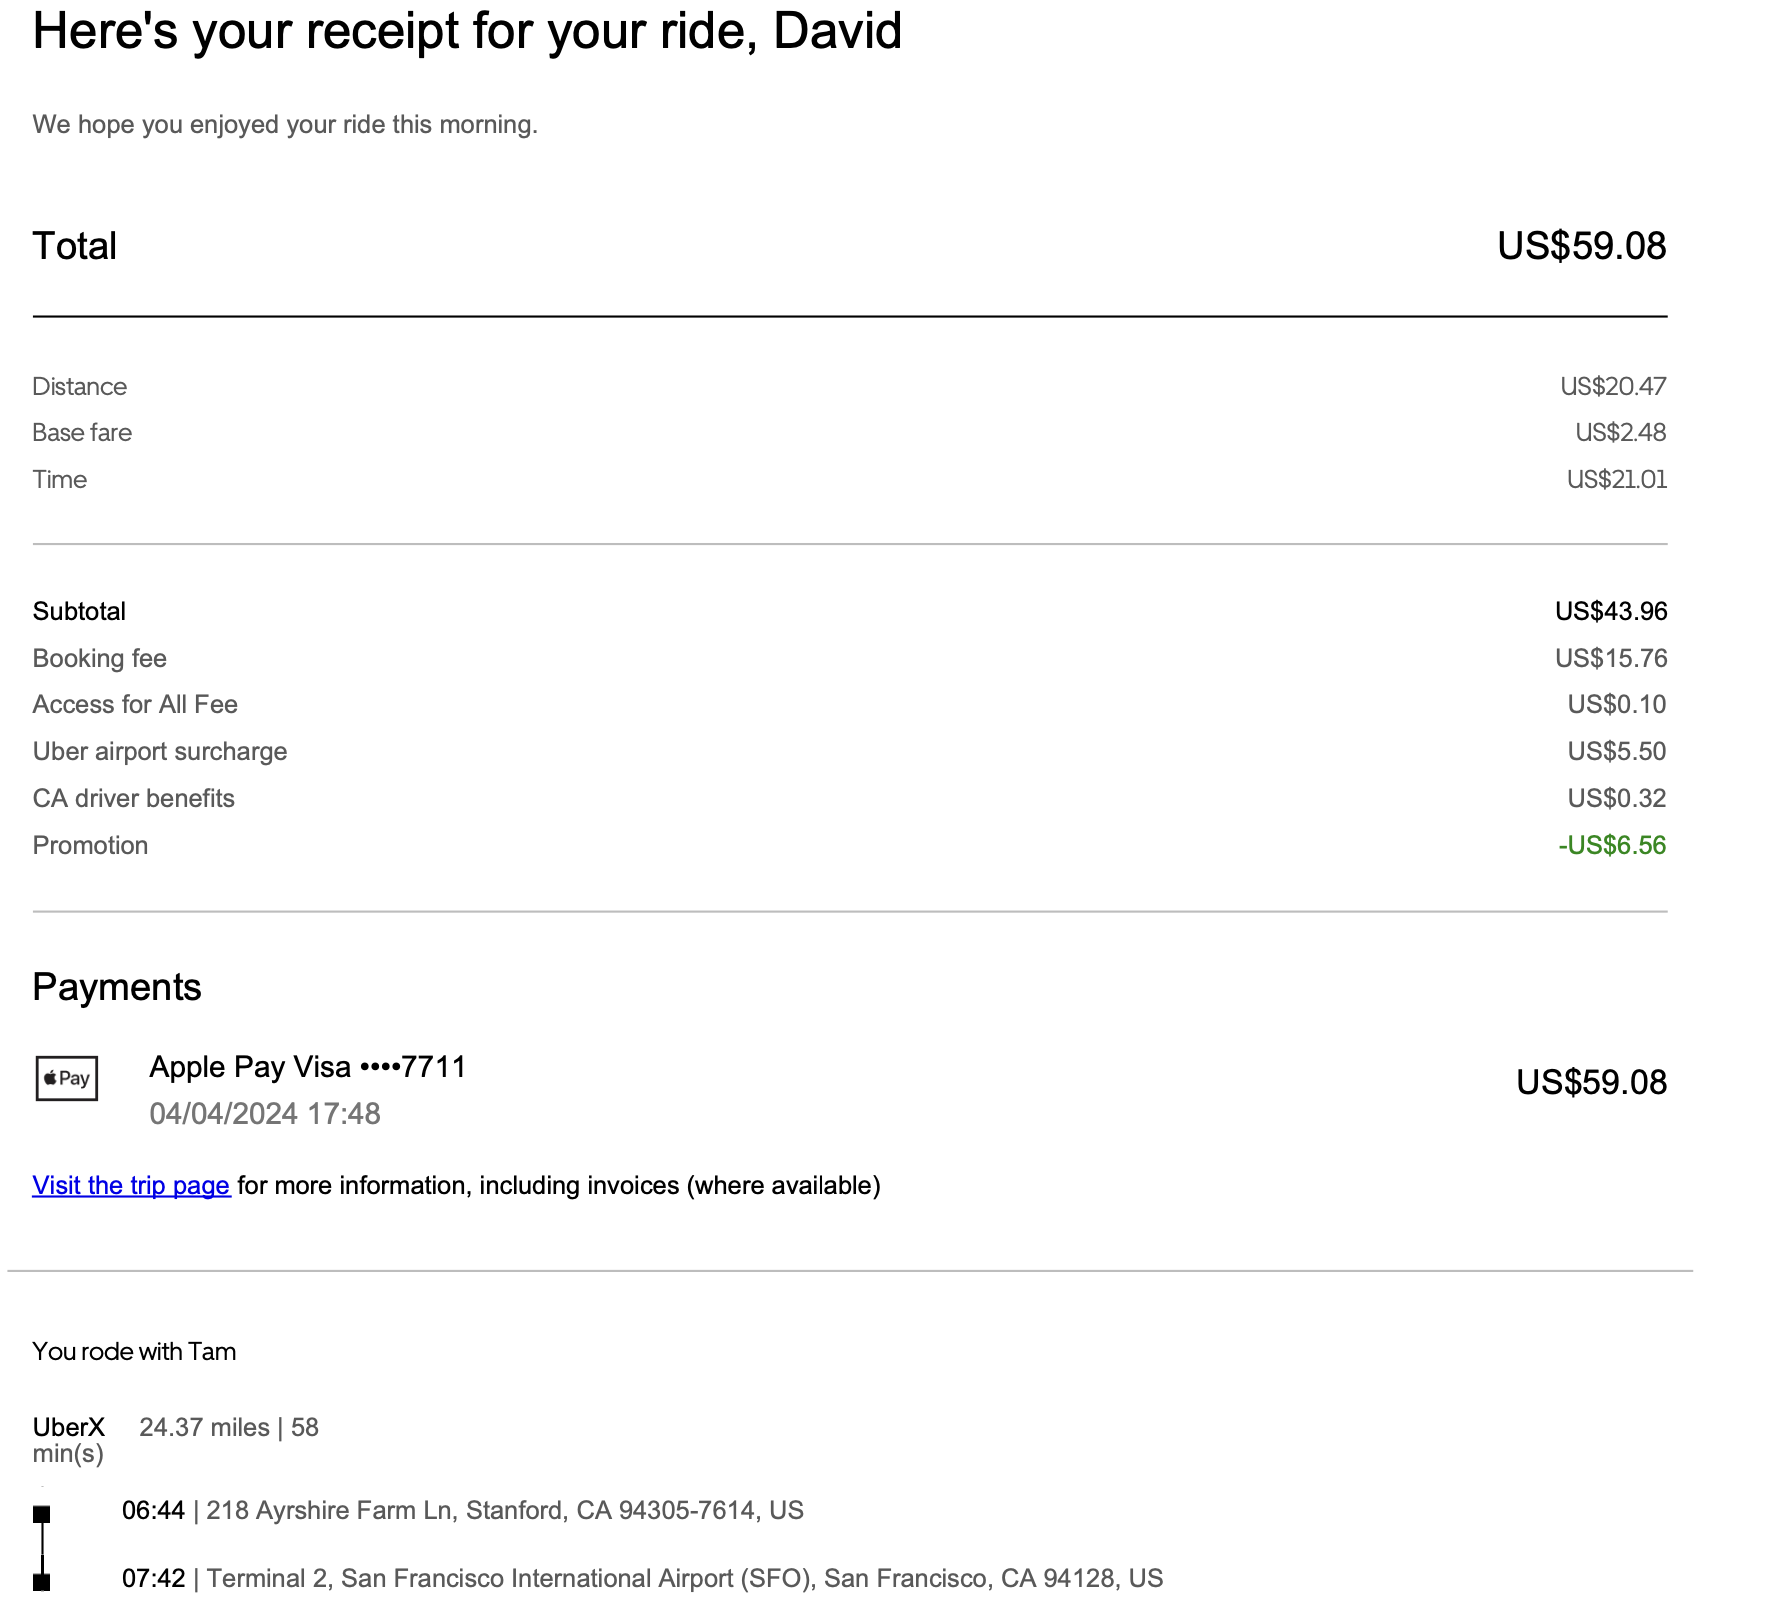 Here's your receipt for your ride, David
We hope you enjoyed your ride this morning.
Total US$59.08
Distance US$20.47
Base fare US$2.48
Time US$21.01
Subtotal US$43.96
Booking fee US$15.76
Access for All Fee US$0.10
Uber airport surcharge US$5.50
CA driver benefits US$0.32
Promotion -US$6.56
Payments
Pay Apple Pay Visa ••••7711 US$59.08
04/04/2024 17:48
Visit the trip page for more information, including invoices (where available)
You rode with Tam
UberX 24.37 miles | 58
min(s)
06:44 | 218 Ayrshire Farm Ln, Stanford, CA 94305-7614, US
07:42 | Terminal 2, San Francisco International Airport (SFO), San Francisco, CA 94128, US